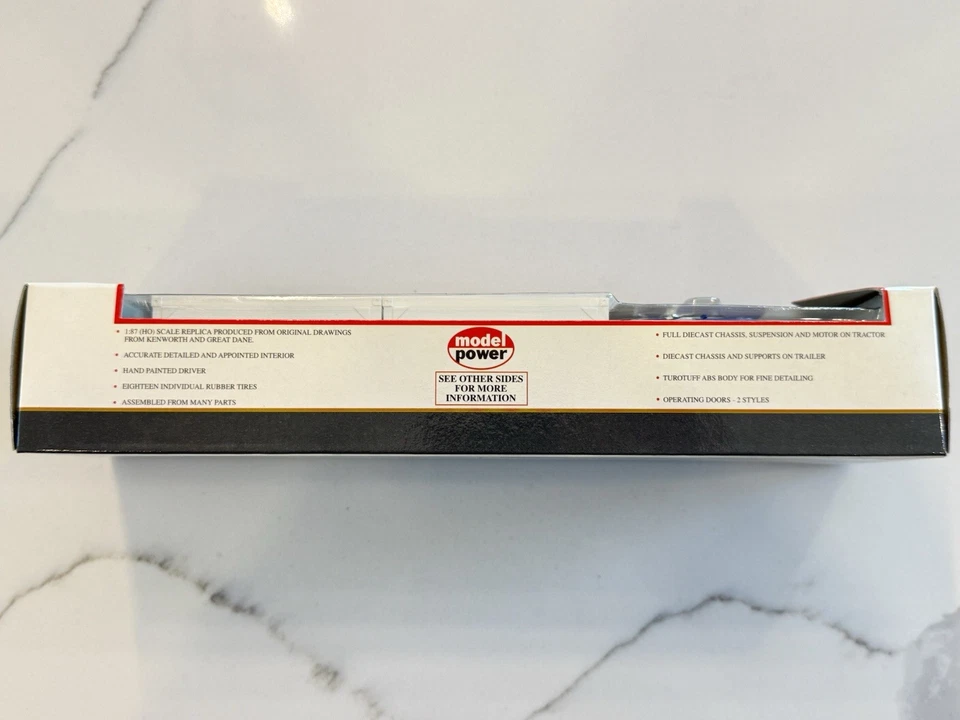 • 1:87 (HO) SCALE REPLICA PRODUCED FROM ORIGINAL DRAWINGS
FROM KENWORTH AND GREAT DANE.
• ACCURATE DETAILED AND APPOINTED INTERIOR
• HAND PAINTED DRIVER
• EIGHTEEN INDIVIDUAL RUBBER TIRES
• ASSEMBLED FROM MANY PARTS
model
power
SEE OTHER SIDES
FOR MORE
INFORMATION
• FULL DIECAST CHASSIS, SUSPENSION AND MOTOR ON TRACTOR
• DIECAST CHASSIS AND SUPPORTS ON TRAILER
• TUROTUFF ABS BODY FOR FINE DETAILING
• OPERATING DOORS - 2 STYLES